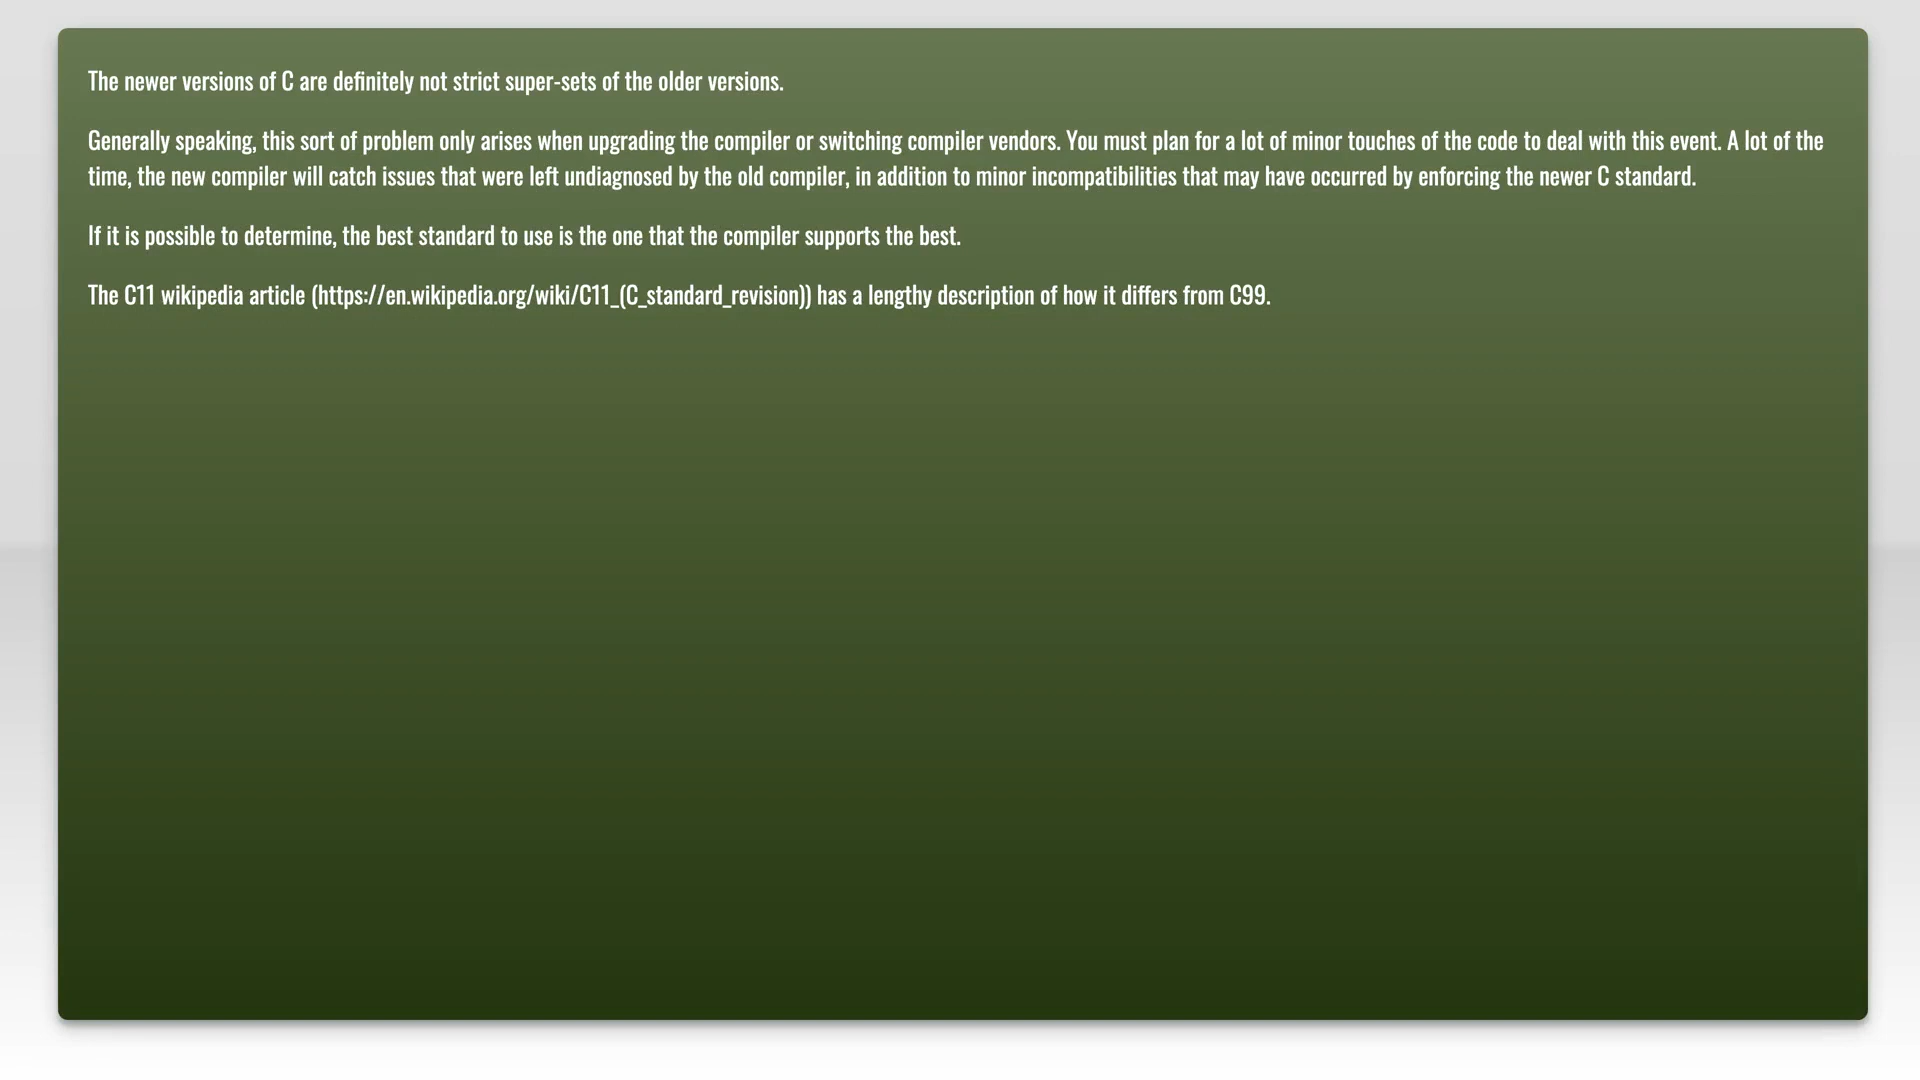 The newer versions of C are definitely not strict super-sets of the older versions.
Generally speaking, this sort of problem only arises when upgrading the compiler or switching compiler vendors. You must plan for a lot of minor touches of the code to deal with this event. A lot of the
time, the new compiler will catch issues that were left undiagnosed by the old compiler, in addition to minor incompatibilities that may have occurred by enforcing the newer C standard.
If it is possible to determine, the best standard to use is the one that the compiler supports the best.
The C11 wikipedia article (https://en.wikipedia.org/wiki/C11_(C_standard_revision)) has a lengthy description of how it differs from C99.